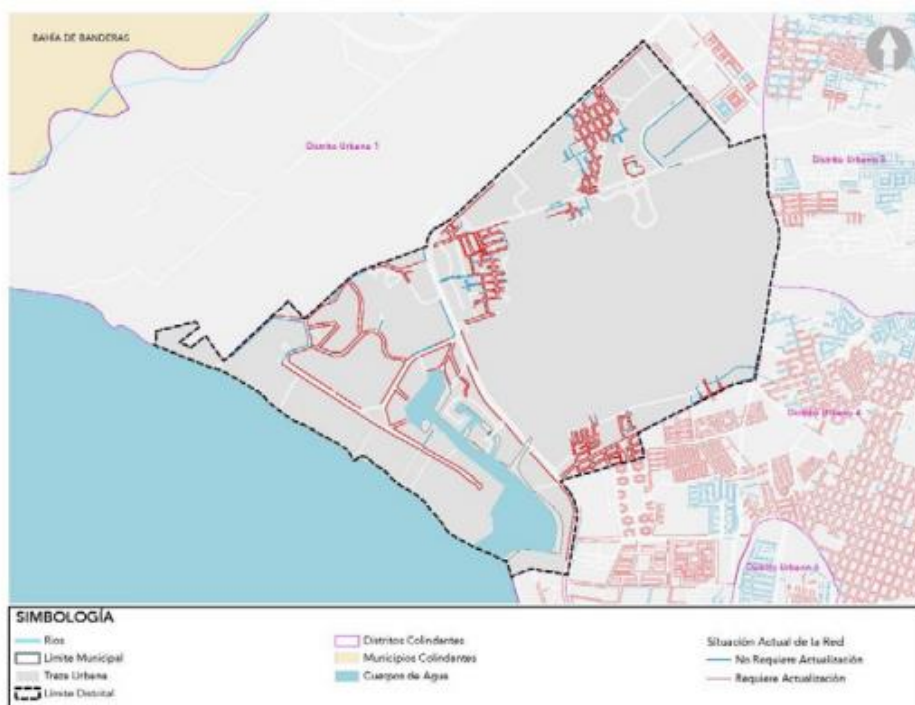 BAHÍA DE BANDERAS
Distrito Urbano 1
Distrito Urbano 4
SIMBOLOGÍA
Ríos
Límite Municipal
Traza Urbana
Límite Distrital
Distritos Colindantes
Municipios Colindantes
Cuerpos de Agua
Situación Actual de la Red
No Requiere Actualización
Requiere Actualización